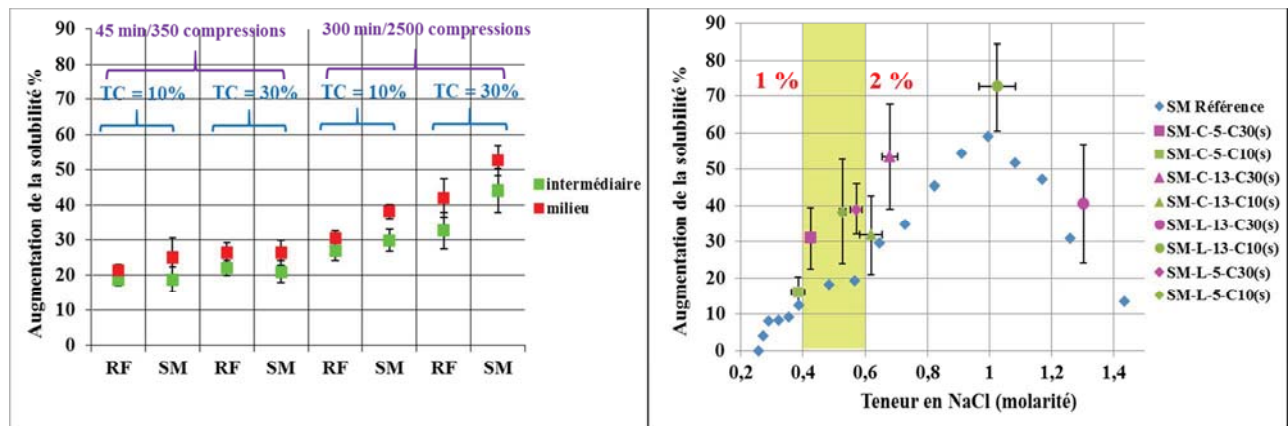 Augmentation de la solubilité %
90
80
70
60
50
40
30
20
10
0
45 min/350 compressions
300 min/2500 compressions
TC = 10%
TC = 30%
TC = 10%
TC = 30%
RF
SM
RF
SM
RF
SM
RF
SM
intermédiaire
milieu
Augmentation de la solubilité %
90
80
70
60
50
40
30
20
10
0
1 %
2 %
0,2
0,4
0,6
0,8
1
1,2
1,4
Teneur en NaCl (molarité)
SM Référence
SM-C-5-C30(s)
SM-C-5-C10(s)
SM-C-13-C30(s)
SM-C-13-C10(s)
SM-L-13-C30(s)
SM-L-13-C10(s)
SM-L-5-C30(s)
SM-L-5-C10(s)